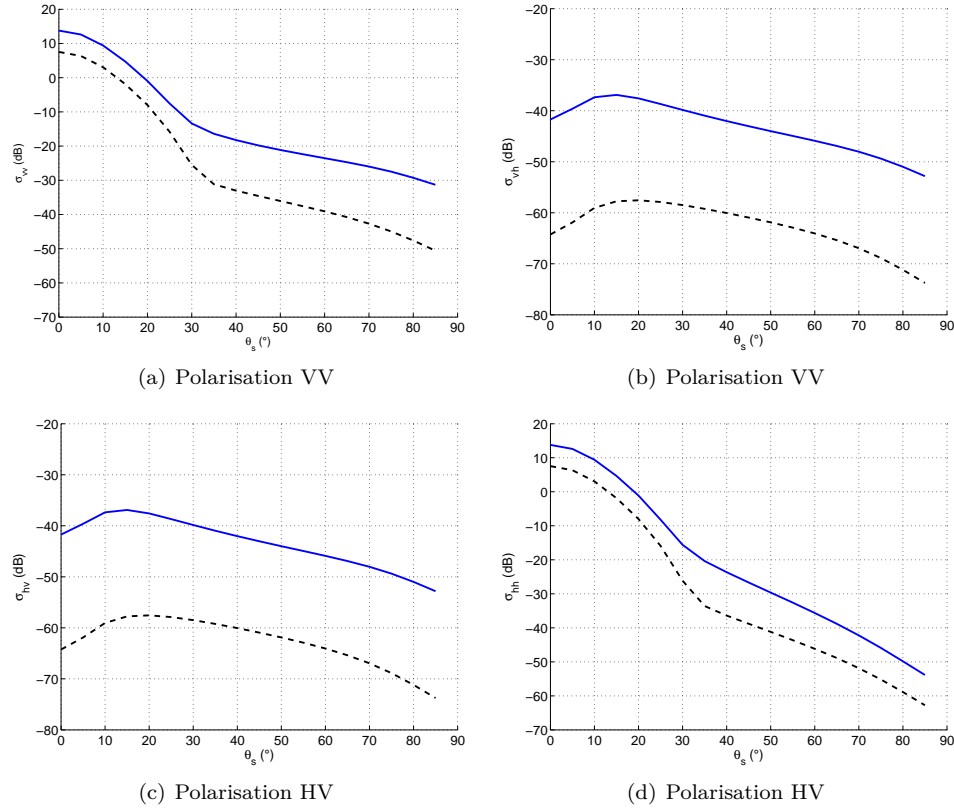 20
10
0
−10
−20
−30
−40
−50
−60
−70
σvv (dB)
0 10 20 30 40 50 60 70 80 90
θs (°)
(a) Polarisation VV
−20
−30
−40
−50
−60
−70
−80
σvh (dB)
0 10 20 30 40 50 60 70 80 90
θs (°)
(b) Polarisation VV
−20
−30
−40
−50
−60
−70
−80
σhv (dB)
0 10 20 30 40 50 60 70 80 90
θs (°)
(c) Polarisation HV
20
10
0
−10
−20
−30
−40
−50
−60
−70
σhh (dB)
0 10 20 30 40 50 60 70 80 90
θs (°)
(d) Polarisation HV